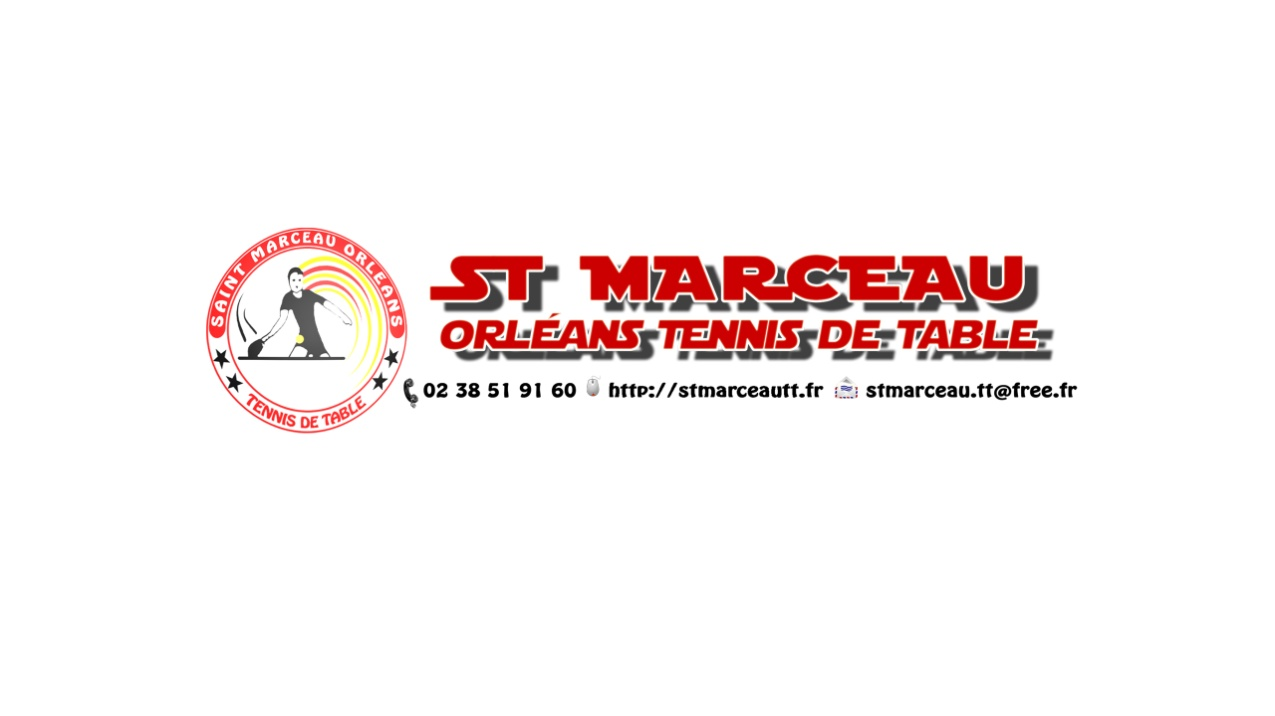 SAINT MARCEAU ORLEANS
TENNIS DE TABLE
ST MARCEAU
ORLÉANS TENNIS DE TABLE
02 38 51 91 60 http://stmarceautt.fr stmarceau.tt@free.fr